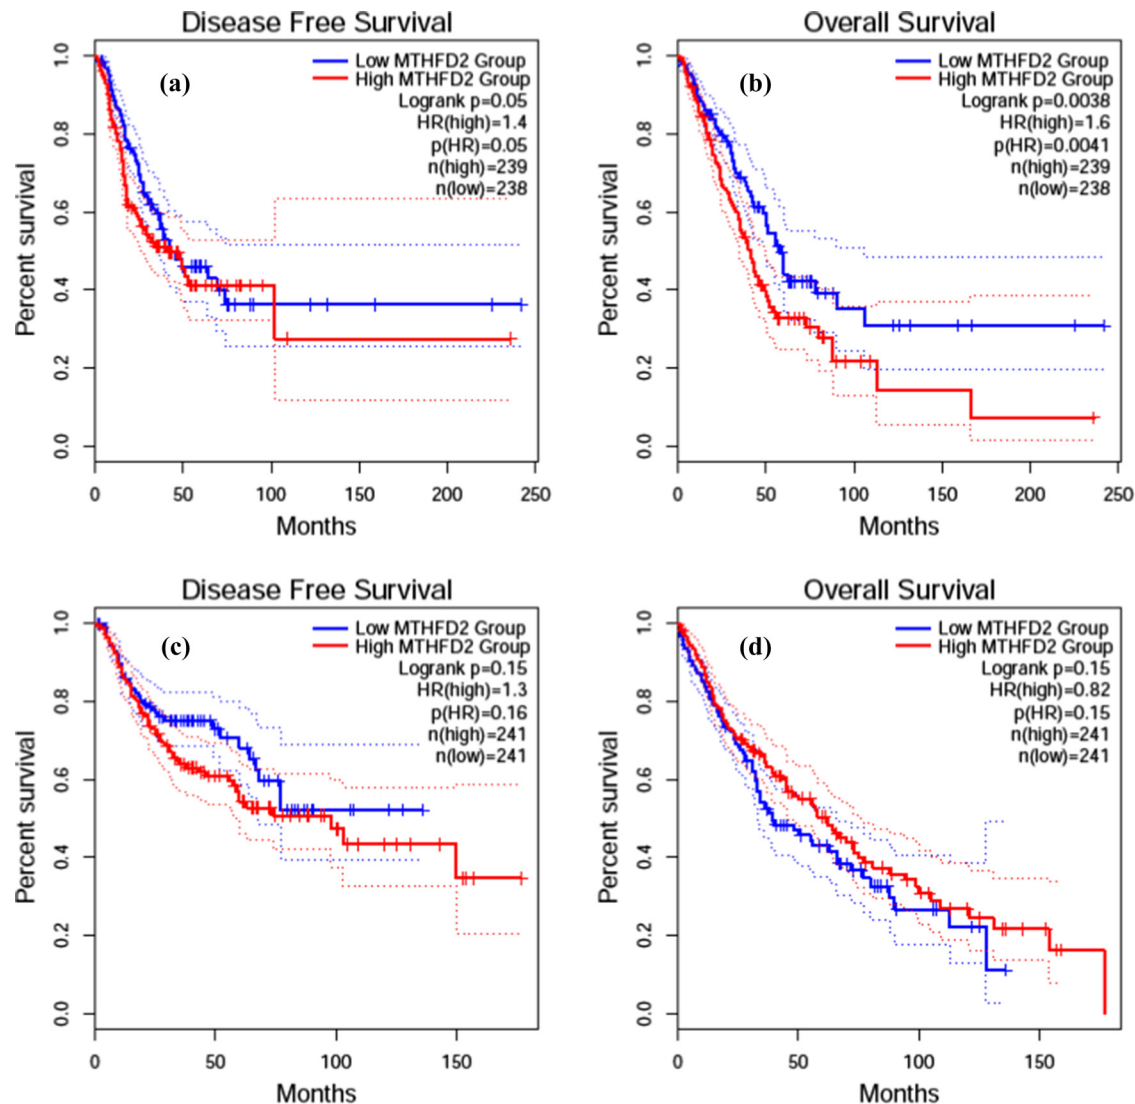 Disease Free Survival
(a)
Low MTHFD2 Group
High MTHFD2 Group
Logrank p=0.05
HR(high)=1.4
p(HR)=0.05
n(high)=239
n(low)=238
Percent survival
1.0
0.8
0.6
0.4
0.2
0.0
0 50 100 150 200 250
Months
Overall Survival
(b)
Low MTHFD2 Group
High MTHFD2 Group
Logrank p=0.0038
HR(high)=1.6
p(HR)=0.0041
n(high)=239
n(low)=238
Percent survival
1.0
0.8
0.6
0.4
0.2
0.0
0 50 100 150 200 250
Months
Disease Free Survival
(c)
Low MTHFD2 Group
High MTHFD2 Group
Logrank p=0.15
HR(high)=1.3
p(HR)=0.16
n(high)=241
n(low)=241
Percent survival
1.0
0.8
0.6
0.4
0.2
0.0
0 50 100 150
Months
Overall Survival
(d)
Low MTHFD2 Group
High MTHFD2 Group
Logrank p=0.15
HR(high)=0.82
p(HR)=0.15
n(high)=241
n(low)=241
Percent survival
1.0
0.8
0.6
0.4
0.2
0.0
0 50 100 150
Months